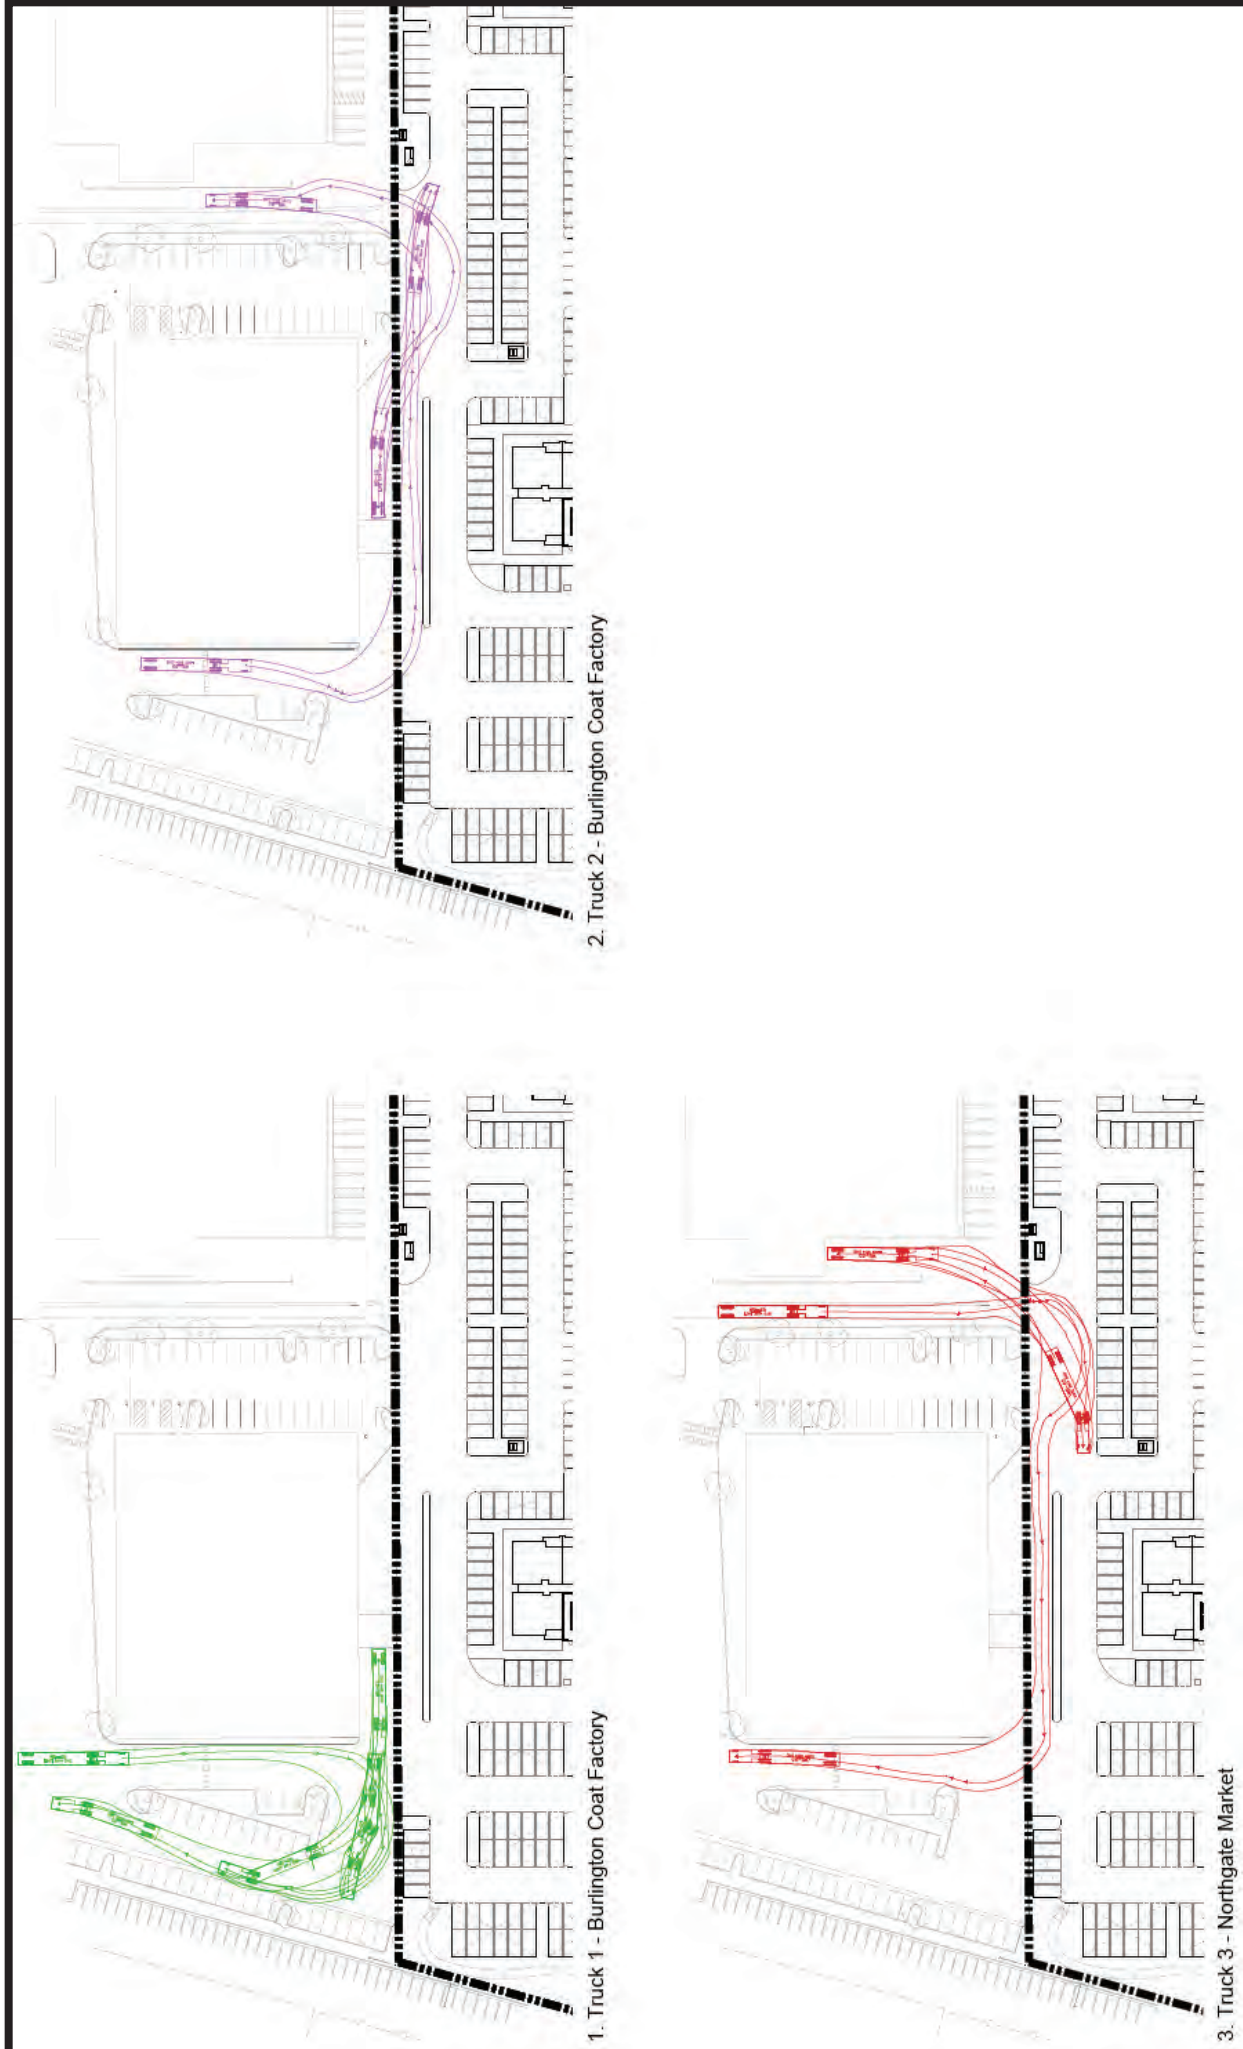 1. Truck 1 - Burlington Coat Factory
2. Truck 2 - Burlington Coat Factory
3. Truck 3 - Northgate Market